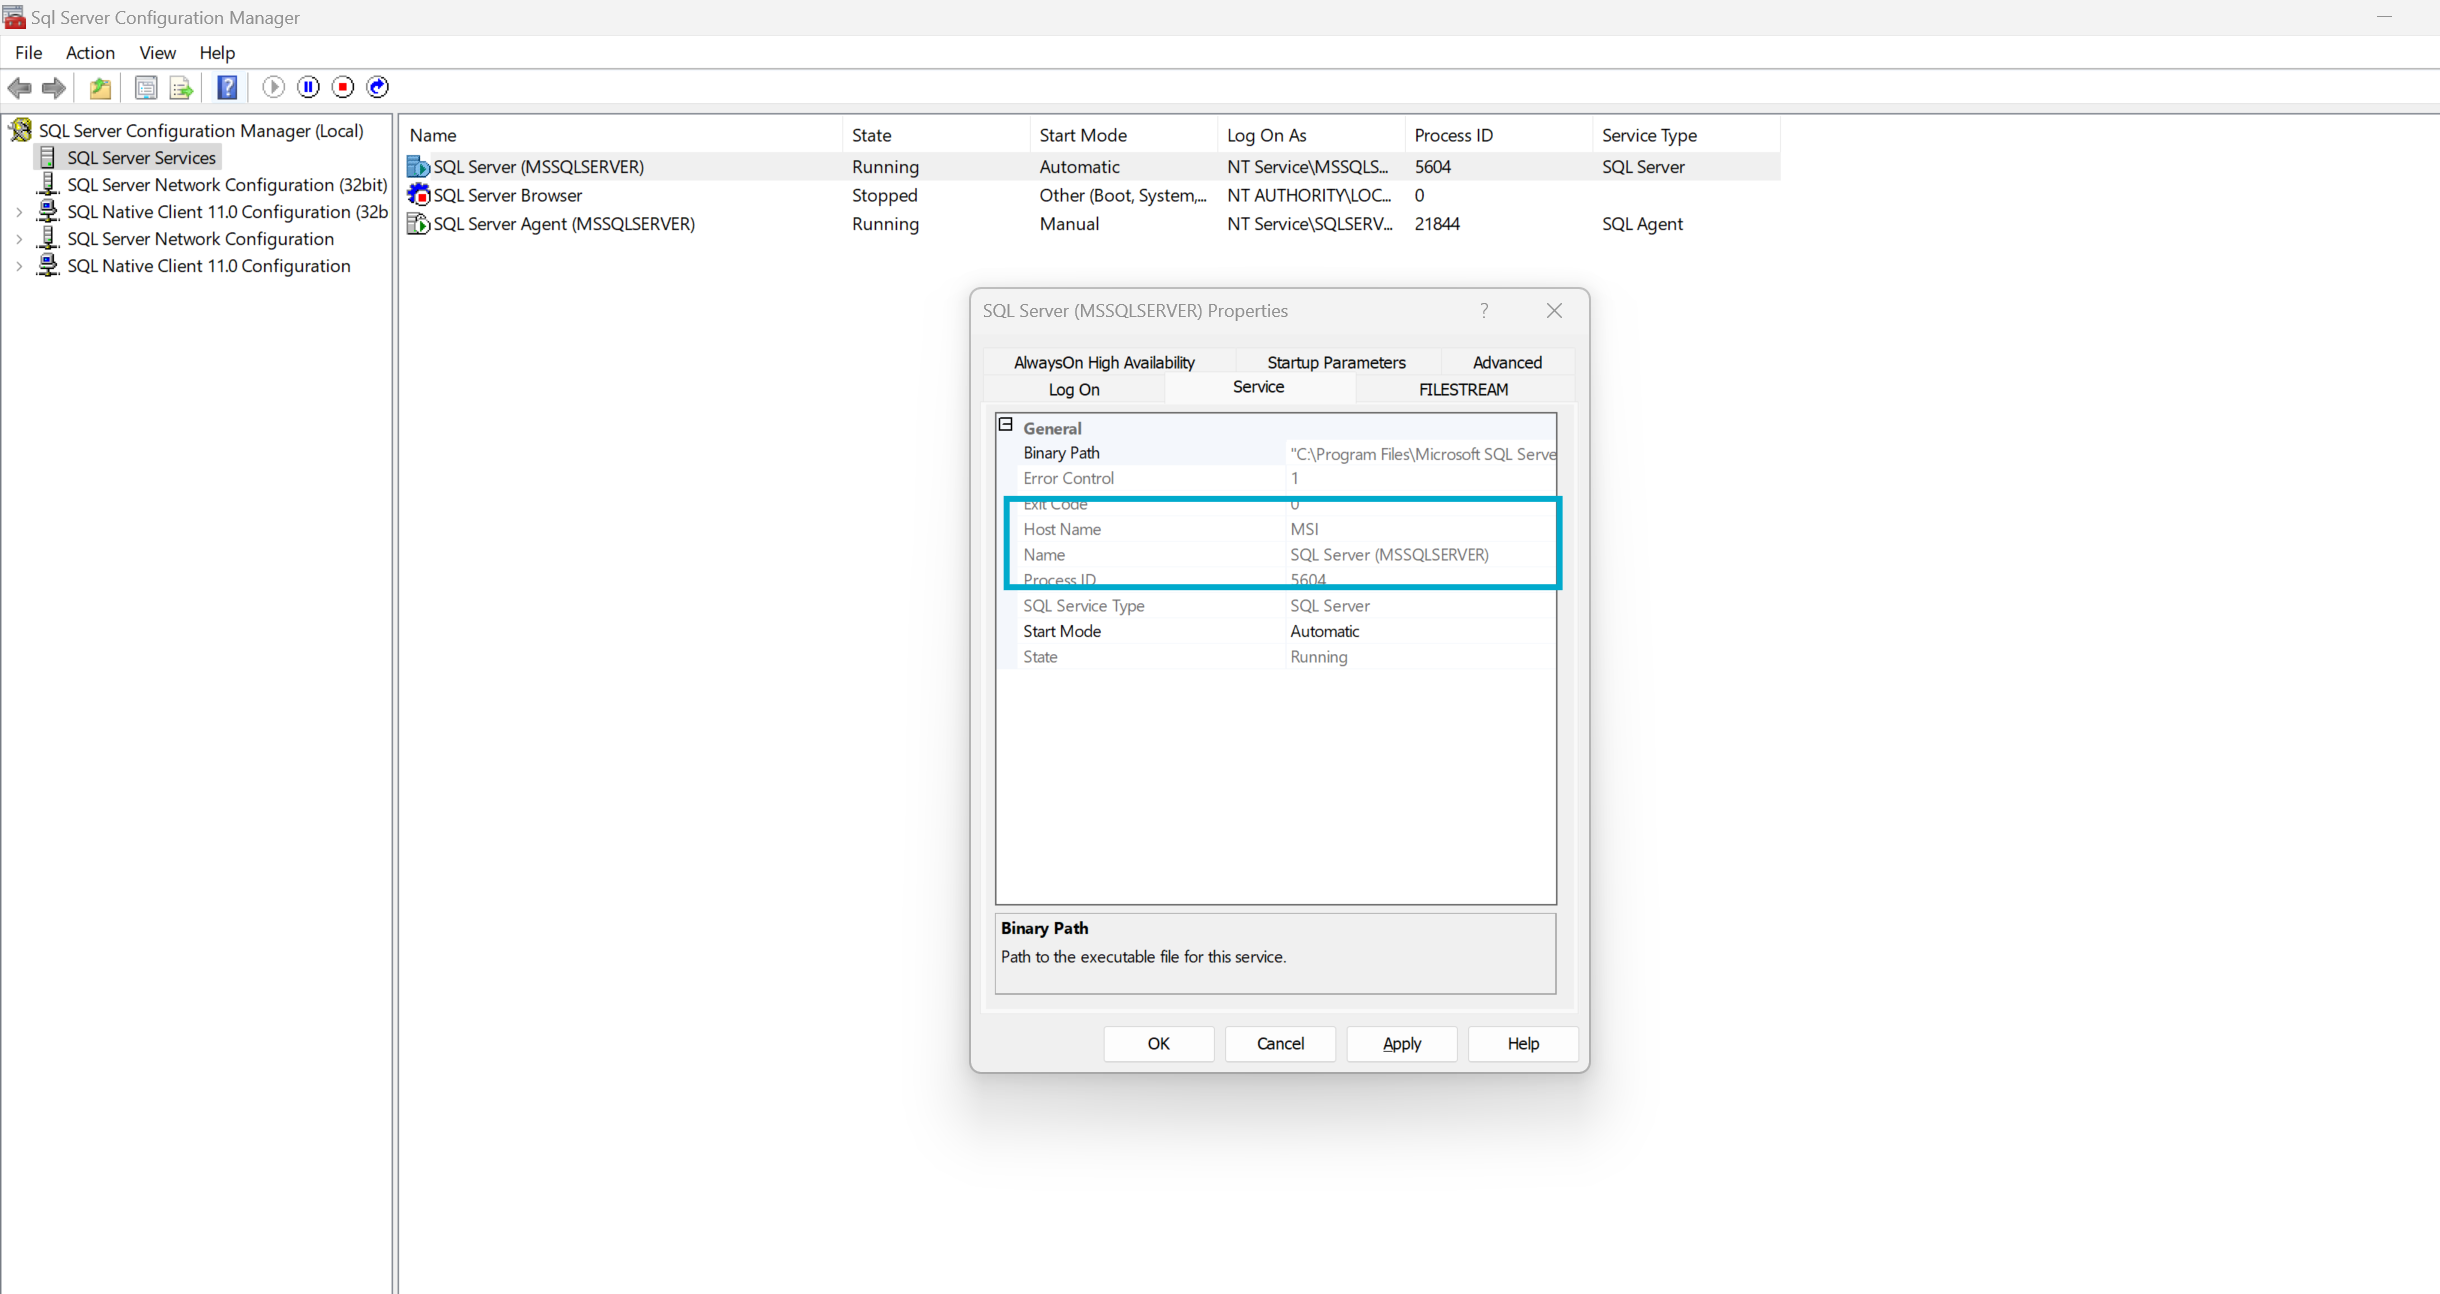 Sql Server Configuration Manager
File Action View Help
SQL Server Configuration Manager (Local)
SQL Server Services
SQL Server Network Configuration (32bit)
SQL Native Client 11.0 Configuration (32b
SQL Server Network Configuration
SQL Native Client 11.0 Configuration
Name State Start Mode Log On As Process ID Service Type
SQL Server (MSSQLSERVER) Running Automatic NT Service\MSSQLS... 5604 SQL Server
SQL Server Browser Stopped Other (Boot, System,... NT AUTHORITY\LOC... 0
SQL Server Agent (MSSQLSERVER) Running Manual NT Service\SQLSERV... 21844 SQL Agent
SQL Server (MSSQLSERVER) Properties ?
AlwaysOn High Availability Startup Parameters Advanced
Log On Service FILESTREAM
General
Binary Path "C:\Program Files\Microsoft SQL Serve
Error Control 1
Exit Code 0
Host Name MSI
Name SQL Server (MSSQLSERVER)
Process ID 5604
SQL Service Type SQL Server
Start Mode Automatic
State Running
Binary Path
Path to the executable file for this service.
OK Cancel Apply Help